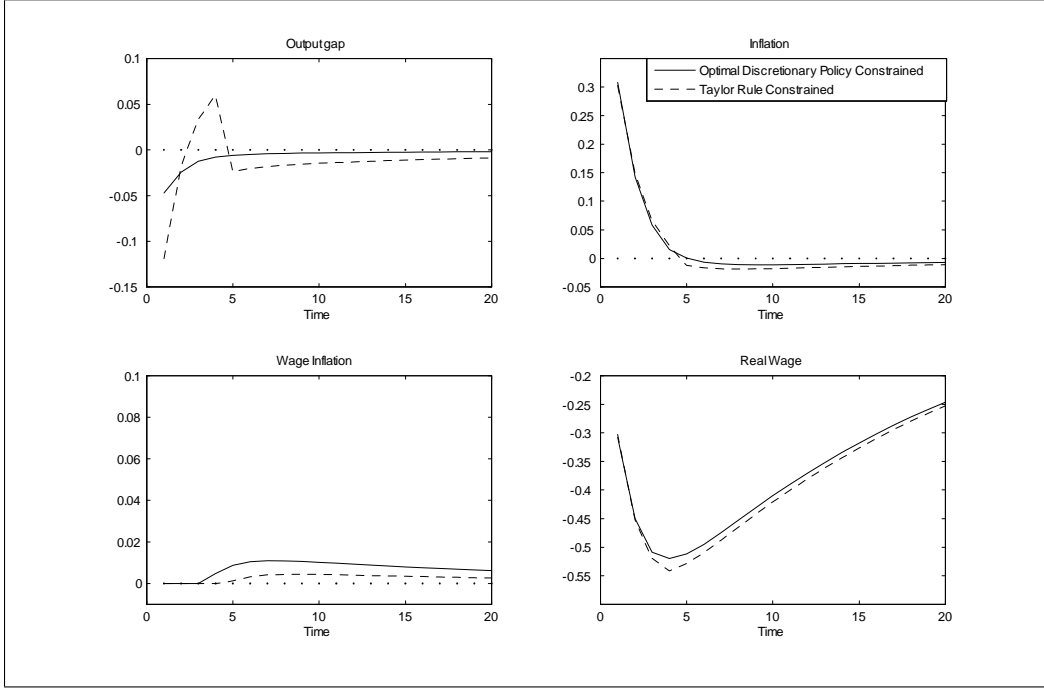 Output gap
0.1
0.05
0
-0.05
-0.1
-0.15
0 5 10 15 20
Time
Inflation
Optimal Discretionary Policy Constrained
Taylor Rule Constrained
0.3
0.25
0.2
0.15
0.1
0.05
0
-0.05
0 5 10 15 20
Time
Wage Inflation
0.1
0.08
0.06
0.04
0.02
0
0 5 10 15 20
Time
Real Wage
-0.2
-0.25
-0.3
-0.35
-0.4
-0.45
-0.5
-0.55
0 5 10 15 20
Time